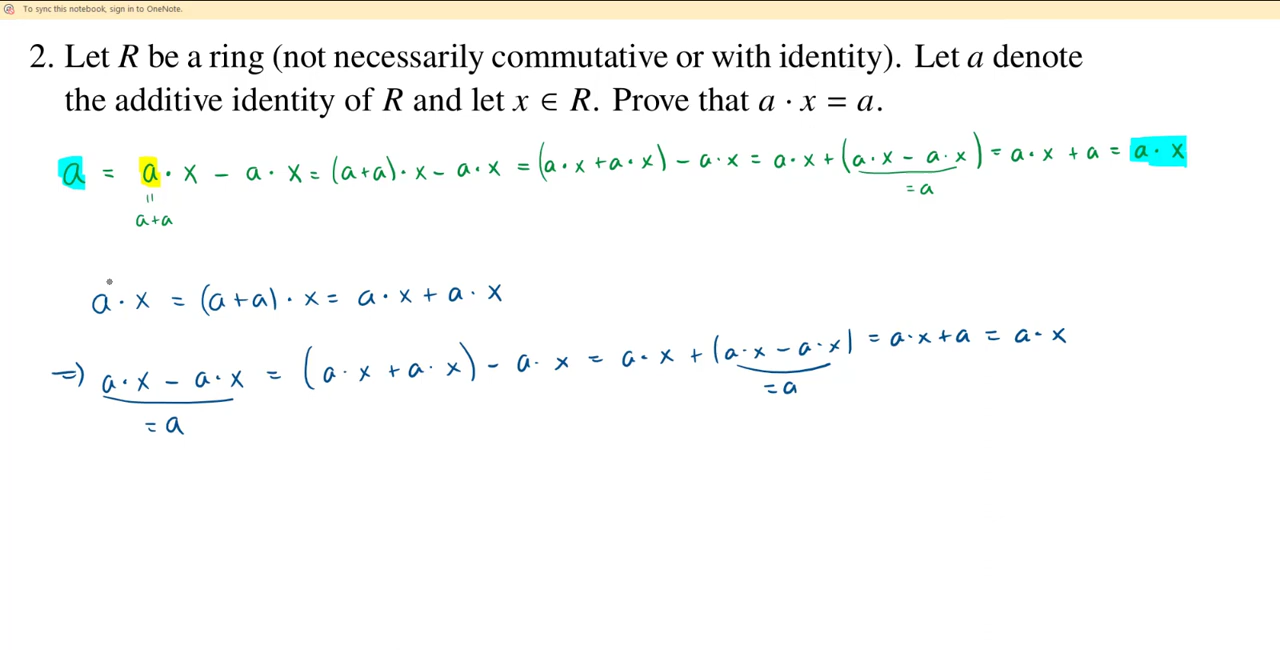 To sync this notebook, sign in to OneNote.
2. Let R be a ring (not necessarily commutative or with identity). Let a denote
the additive identity of R and let x ∈ R. Prove that a · x = a.
a = a · x - a · x = (a+a) · x - a · x = (a · x + a · x) - a · x = a · x + (a · x - a · x) = a · x + a = a · x
= a
=
a+a
a · x = (a+a) · x = a · x + a · x
⇒ a · x - a · x = (a · x + a · x) - a · x = a · x + (a · x - a · x) = a · x + a = a · x
= a
= a